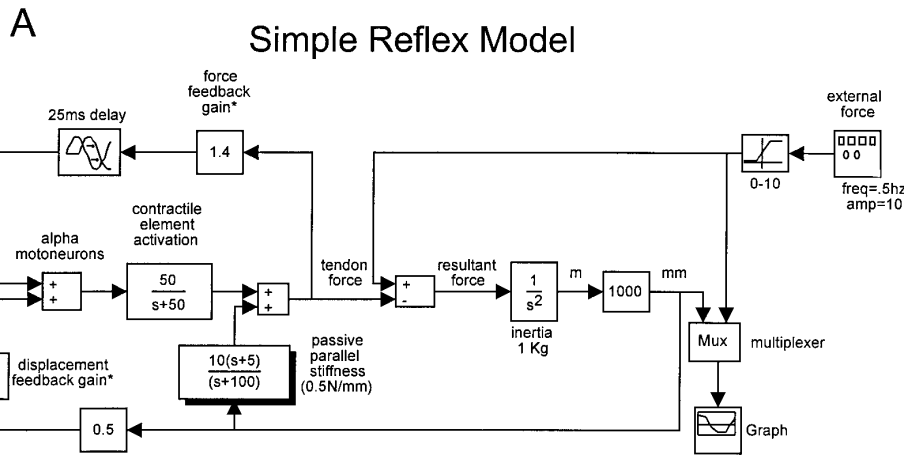 A
Simple Reflex Model
force
feedback
gain*
25ms delay
1.4
external
force
0-10
freq=.5hz
amp=10
contractile
element
activation
alpha
motoneurons
+
+
50
s+50
+
+
tendon
force
+
-
resultant
force
1
s2
inertia
1 Kg
m
1000
mm
Mux
multiplexer
displacement
feedback gain*
10(s+5)
(s+100)
passive
parallel
stiffness
(0.5N/mm)
0.5
Graph